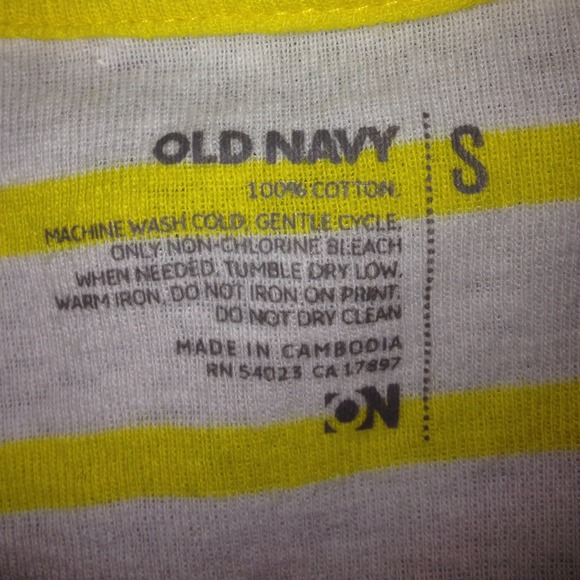 OLD NAVY
S
100% COTTON.
MACHINE WASH COLD, GENTLE CYCLE.
ONLY NON-CHLORINE BLEACH
WHEN NEEDED. TUMBLE DRY LOW.
WARM IRON. DO NOT IRON ON PRINT.
DO NOT DRY CLEAN
MADE IN CAMBODIA
RN 54023 CA 17897
ON